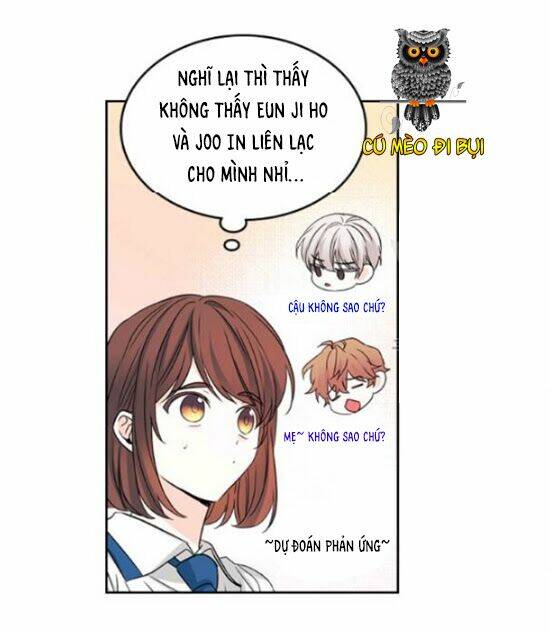 NGHĨ LẠI THÌ THẤY
KHÔNG THẤY EUN JI HO
VÀ JOO IN LIÊN LẠC
CHO MÌNH NHỈ...
CÚ MÈO ĐI BỤI
CẬU KHÔNG SAO CHỨ?
MẸ~ KHÔNG SAO CHỨ?
~DỰ ĐOÁN PHẢN ỨNG~